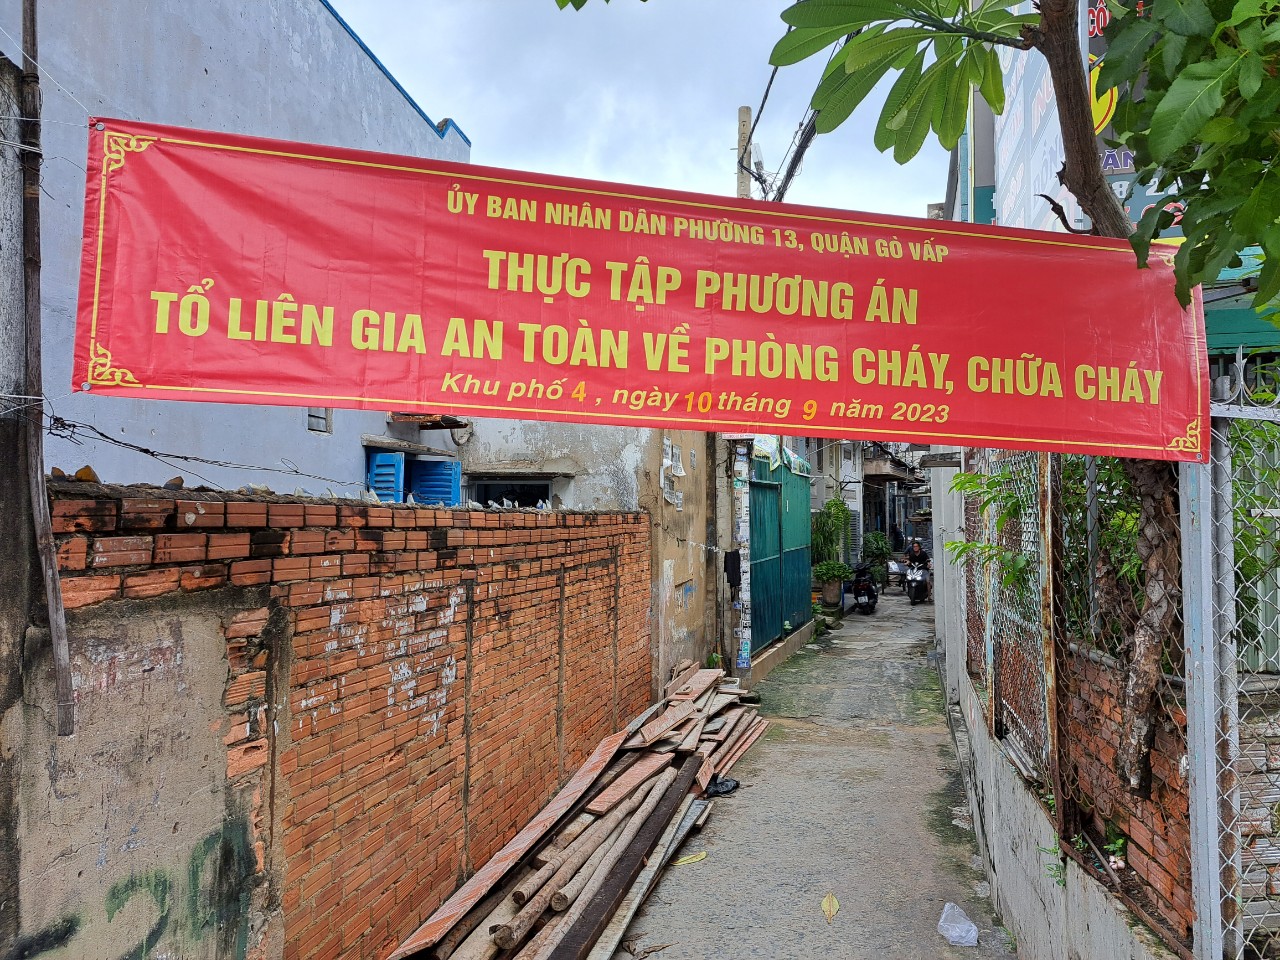 ỦY BAN NHÂN DÂN PHƯỜNG 13, QUẬN GÒ VẤP
THỰC TẬP PHƯƠNG ÁN
TỔ LIÊN GIA AN TOÀN VỀ PHÒNG CHÁY, CHỮA CHÁY
Khu phố 4 , ngày 10 tháng 9 năm 2023